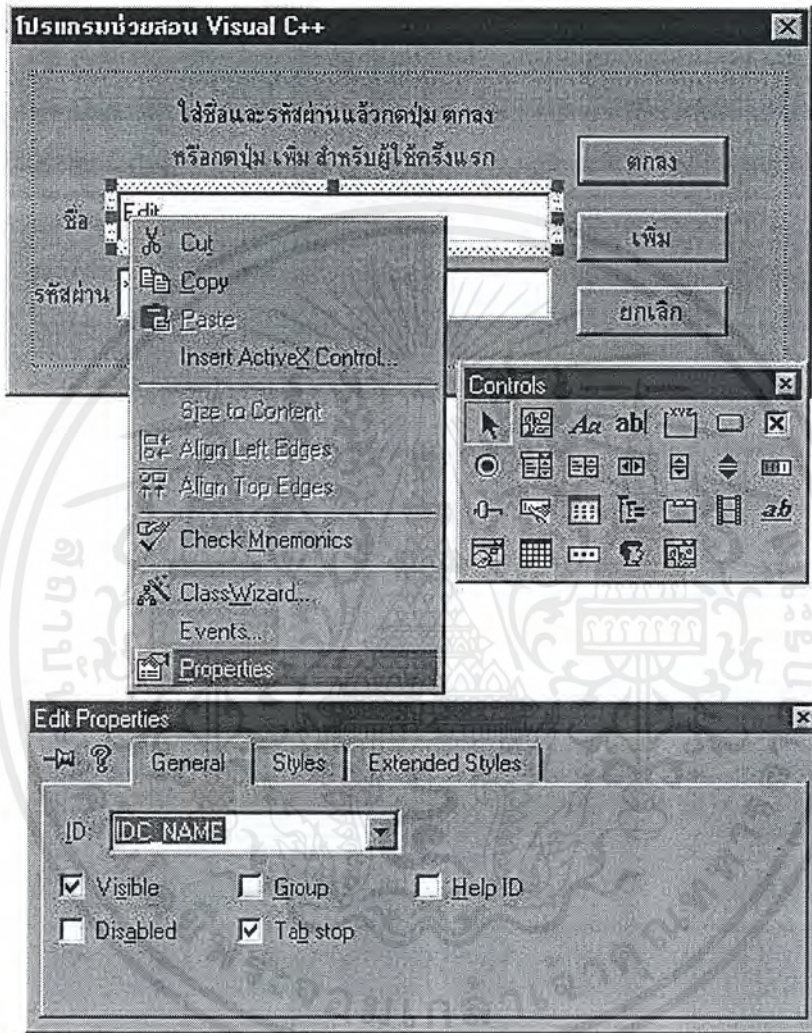 โปรแกรมช่วยสอน Visual C++
ใส่ชื่อและรหัสผ่านแล้วกดปุ่ม ตกลง
หรือกดปุ่ม เพิ่ม สำหรับผู้ใช้ครั้งแรก
ตกลง
ชื่อ
Edit
เพิ่ม
รหัสผ่าน
ยกเลิก
Cut
Copy
Paste
Insert ActiveX Control...
Size to Content
Align Left Edges
Align Top Edges
Check Mnemonics
ClassWizard...
Events...
Properties
Controls
Aa
ab|
XYZ
ab
Edit Properties
General
Styles
Extended Styles
ID:
IDC_NAME
Visible
Group
Help ID
Disabled
Tab stop